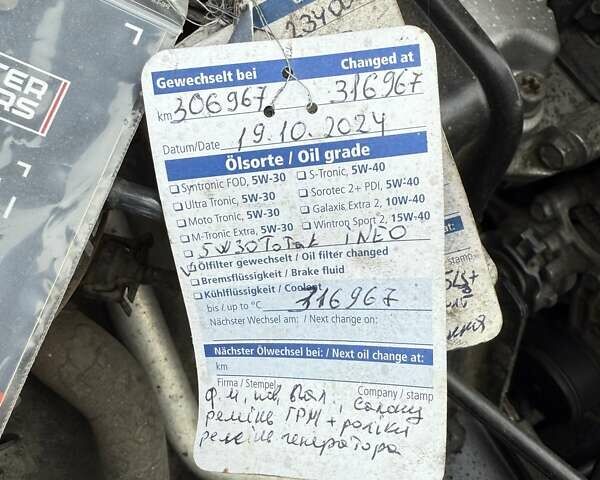 Gewechselt bei Changed at
km 306967 / 316967
Datum/Date 19.10.2024
Ölsorte / Oil grade
Syntronic FOD, 5W-30 S-Tronic, 5W-40
Ultra Tronic, 5W-30 Sorotec 2+ PDI, 5W-40
Moto Tronic, 5W-30 Galaxis Extra 2, 10W-40
M-Tronic Extra, 5W-30 Wintron Sport 2, 15W-40
5W30 Total INEO
Ölfilter gewechselt / Oil filter changed
Bremsflüssigkeit / Brake fluid
Kühlflüssigkeit / Coolant
bis / up to °C 316967
Nächster Wechsel am: / Next change on:
Nächster Ölwechsel bei: / Next oil change at:
km
Firma / Stempel Company / stamp
ф. м, пов, пал., салону
ремінь ГРМ + ролики
ремінь генератора
stamp